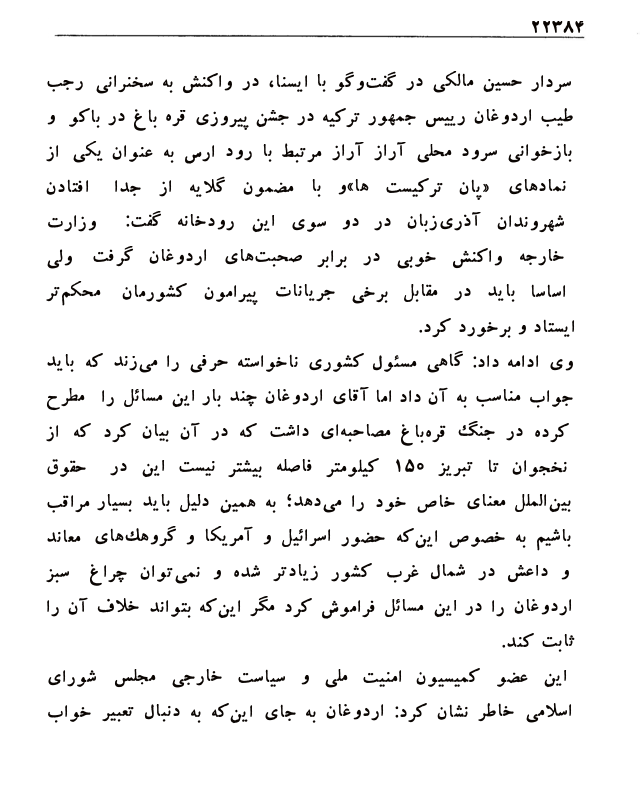 ۲۲۳۸۴
سردار حسین مالکی در گفت‌وگو با ایسنا، در واکنش به سخنرانی رجب
طیب اردوغان رییس جمهور ترکیه در جشن پیروزی قره باغ در باکو و
بازخوانی سرود محلی آراز آراز مرتبط با رود ارس به عنوان یکی از
نمادهای «پان ترکیست ها»و با مضمون گلایه از جدا افتادن
شهروندان آذری‌زبان در دو سوی این رودخانه گفت: وزارت
خارجه واکنش خوبی در برابر صحبت‌های اردوغان گرفت ولی
اساسا باید در مقابل برخی جریانات پیرامون کشورمان محکم‌تر
ایستاد و برخورد کرد.
وی ادامه داد: گاهی مسئول کشوری ناخواسته حرفی را می‌زند که باید
جواب مناسب به آن داد اما آقای اردوغان چند بار این مسائل را مطرح
کرده در جنگ قره‌باغ مصاحبه‌ای داشت که در آن بیان کرد که از
نخجوان تا تبریز ۱۵۰ کیلومتر فاصله بیشتر نیست این در حقوق
بین‌الملل معنای خاص خود را می‌دهد؛ به همین دلیل باید بسیار مراقب
باشیم به خصوص این‌که حضور اسرائیل و آمریکا و گروهک‌های معاند
و داعش در شمال غرب کشور زیادتر شده و نمی‌توان چراغ سبز
اردوغان را در این مسائل فراموش کرد مگر این‌که بتواند خلاف آن را
ثابت کند.
این عضو کمیسیون امنیت ملی و سیاست خارجی مجلس شورای
اسلامی خاطر نشان کرد: اردوغان به جای این‌که به دنبال تعبیر خواب